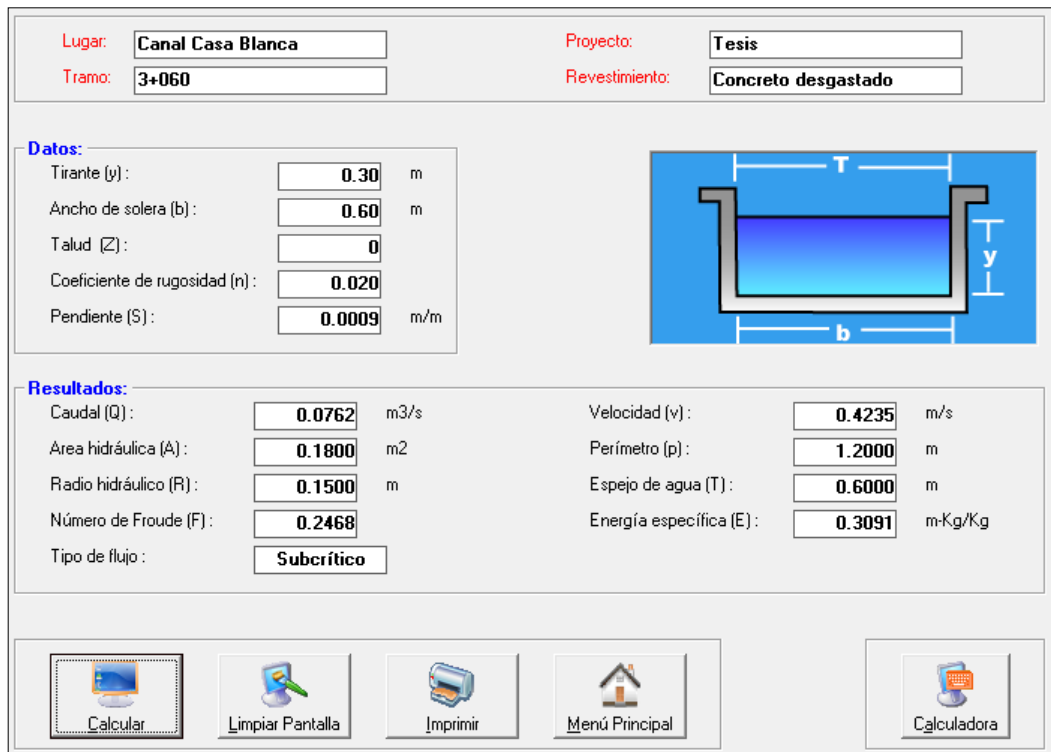 Lugar: Canal Casa Blanca Proyecto: Tesis
Tramo: 3+060 Revestimiento: Concreto desgastado
Datos:
Tirante (y) : 0.30 m
Ancho de solera (b) : 0.60 m
Talud (Z) : 0
Coeficiente de rugosidad (n) : 0.020
Pendiente (S) : 0.0009 m/m
T
y
b
Resultados:
Caudal (Q) : 0.0762 m3/s Velocidad (v) : 0.4235 m/s
Area hidráulica (A) : 0.1800 m2 Perímetro (p) : 1.2000 m
Radio hidráulico (R) : 0.1500 m Espejo de agua (T) : 0.6000 m
Número de Froude (F) : 0.2468 Energía específica (E) : 0.3091 m-Kg/Kg
Tipo de flujo : Subcrítico
Calcular Limpiar Pantalla Imprimir Menú Principal Calculadora